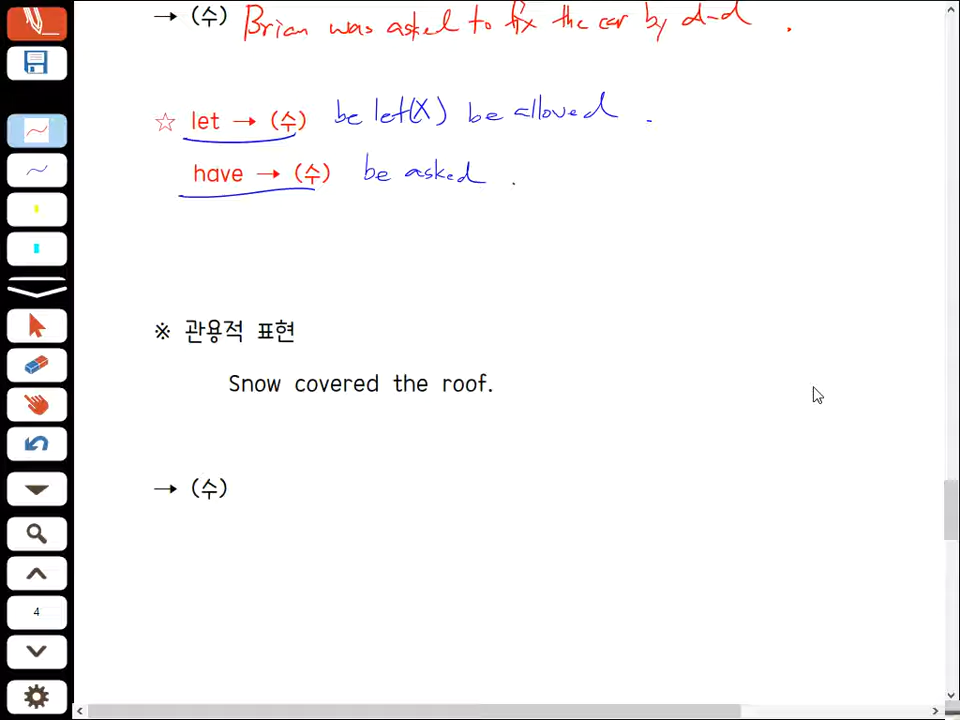 → (수) Brian was asked to fix the car by d-d .
☆ let → (수) be let(X) be allowed .
have → (수) be asked .
※ 관용적 표현
Snow covered the roof.
→ (수)
4